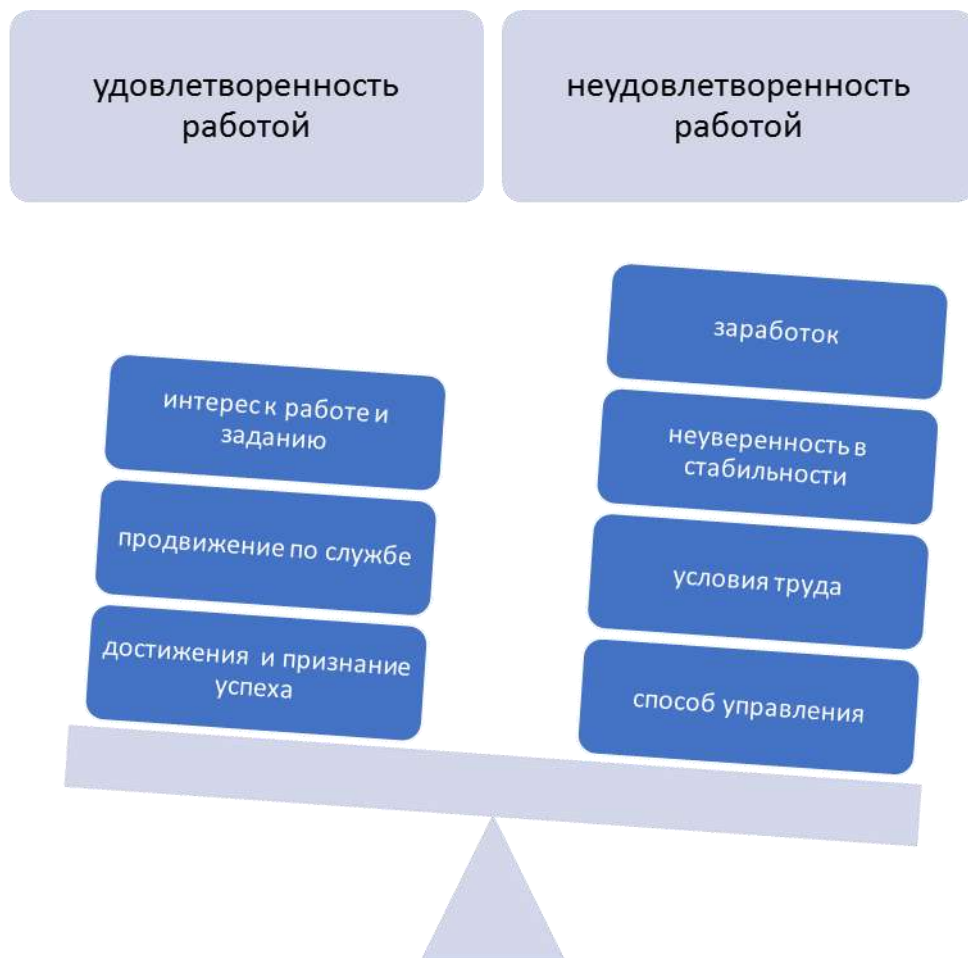 удовлетворенность
работой
неудовлетворенность
работой
интерес к работе и
заданию
продвижение по службе
достижения и признание
успеха
заработок
неуверенность в
стабильности
условия труда
способ управления